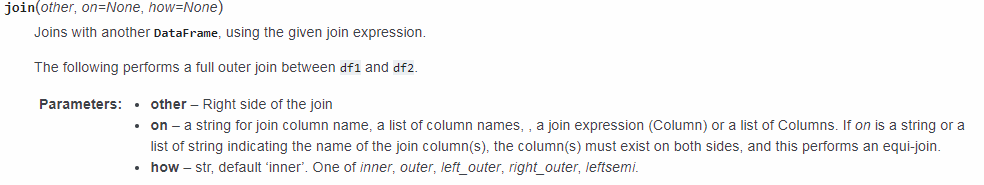 join(other, on=None, how=None)
Joins with another DataFrame, using the given join expression.
The following performs a full outer join between df1 and df2.
Parameters: • other – Right side of the join
• on – a string for join column name, a list of column names, , a join expression (Column) or a list of Columns. If on is a string or a
list of string indicating the name of the join column(s), the column(s) must exist on both sides, and this performs an equi-join.
• how – str, default ‘inner’. One of inner, outer, left_outer, right_outer, leftsemi.